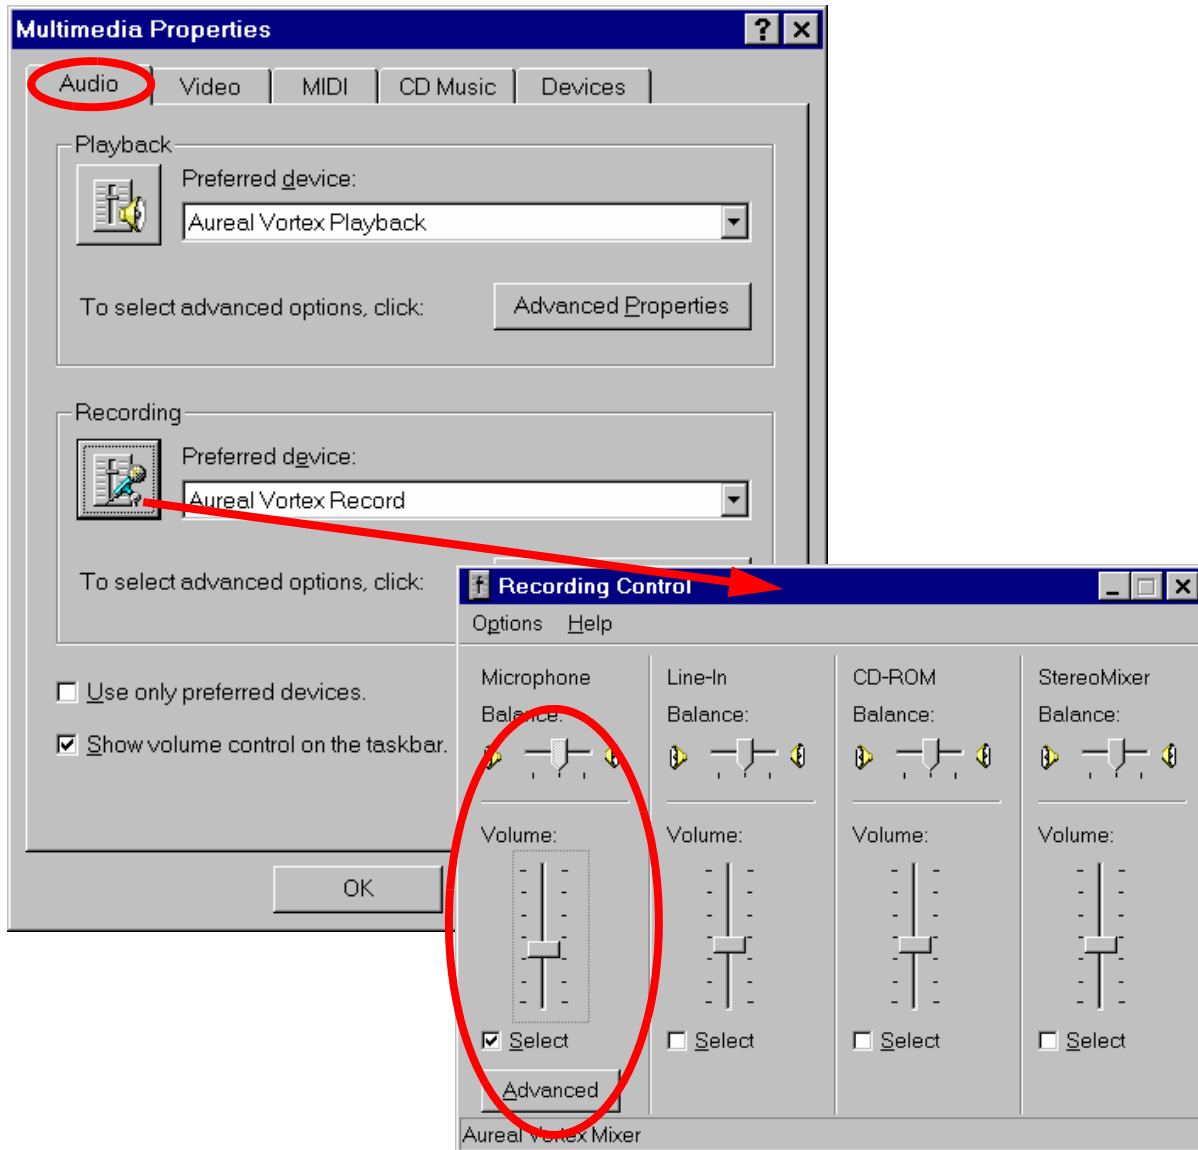 Multimedia Properties
Audio Video MIDI CD Music Devices
Playback
Preferred device:
Aureal Vortex Playback
To select advanced options, click: Advanced Properties
Recording
Preferred device:
Aureal Vortex Record
To select advanced options, click:
Use only preferred devices.
Show volume control on the taskbar.
OK
Recording Control
Options Help
Microphone Line-In CD-ROM StereoMixer
Balance: Balance: Balance: Balance:
Volume: Volume: Volume: Volume:
Select Select Select Select
Advanced
Aureal Vortex Mixer